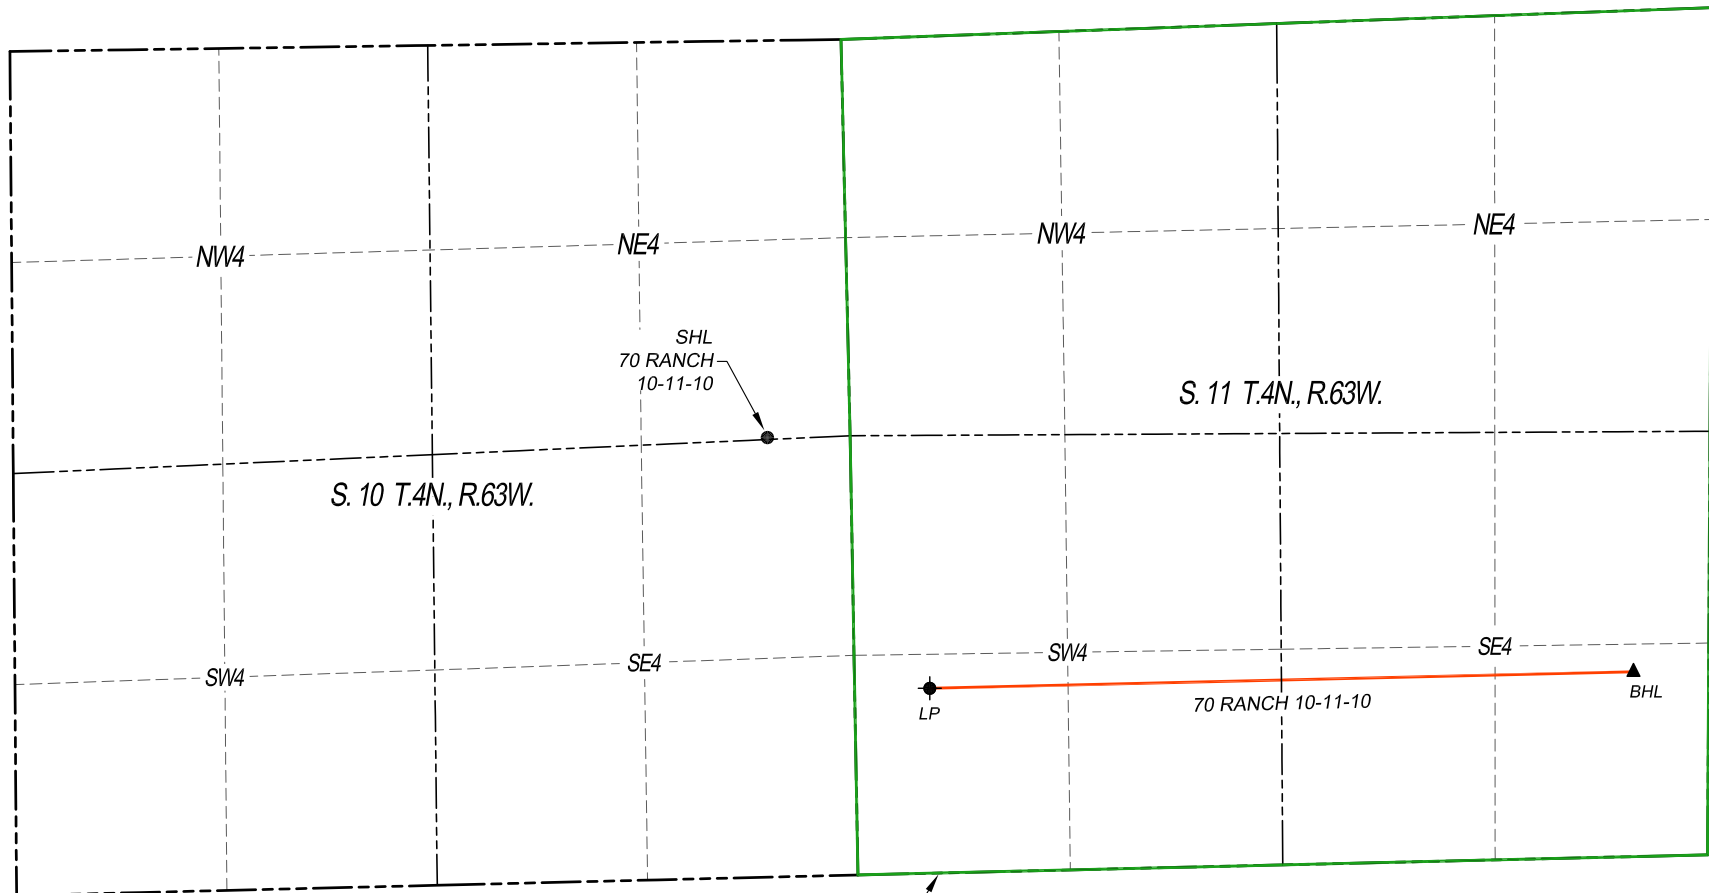 NW4
NE4
NW4
NE4
SHL
70 RANCH
10-11-10
S. 11 T.4N., R.63W.
S. 10 T.4N., R.63W.
SW4
SE4
SW4
SE4
LP
70 RANCH 10-11-10
BHL